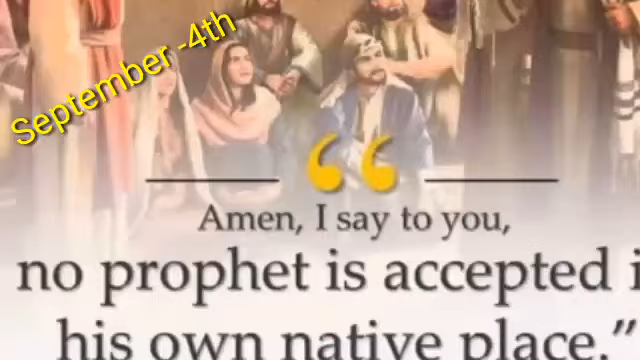 September -4th
“
Amen, I say to you,
no prophet is accepted i
his own native place.”